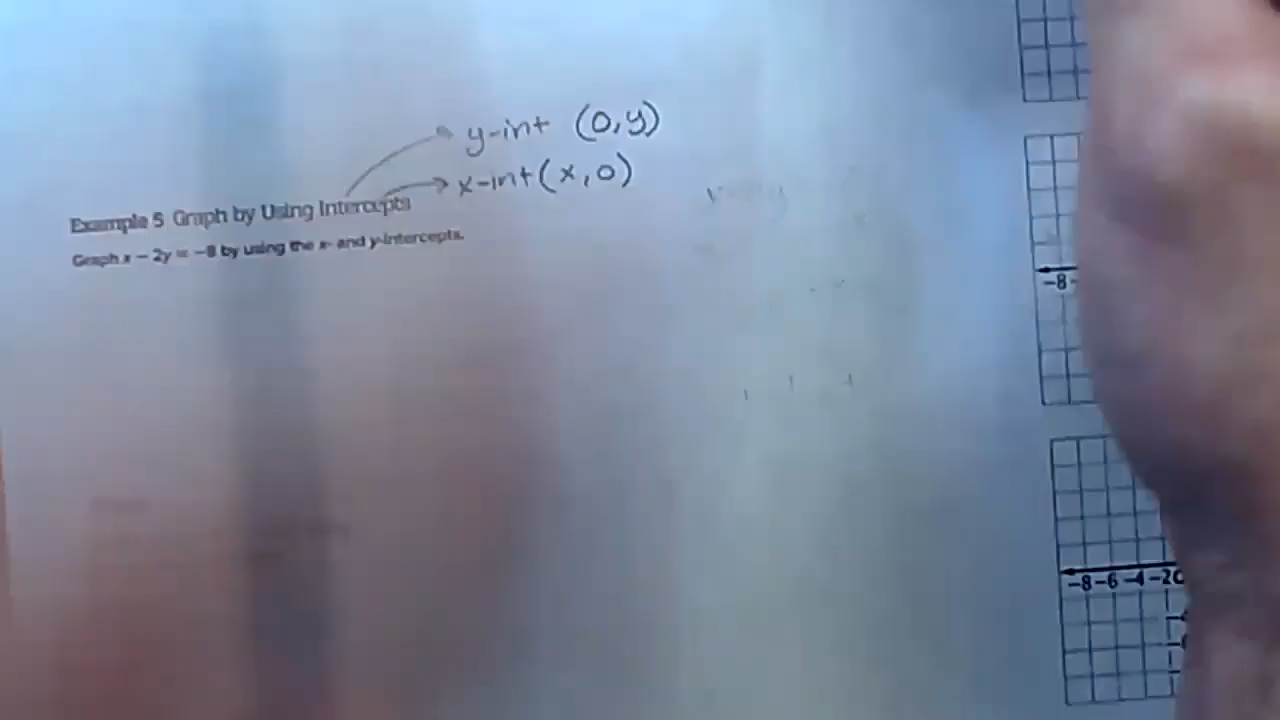 y-int (0,y)
x-int (x,0)
Example 5 Graph by Using Intercepts
Graph x − 2y = −8 by using the x- and y-intercepts.
−8
−8 −6 −4 −2